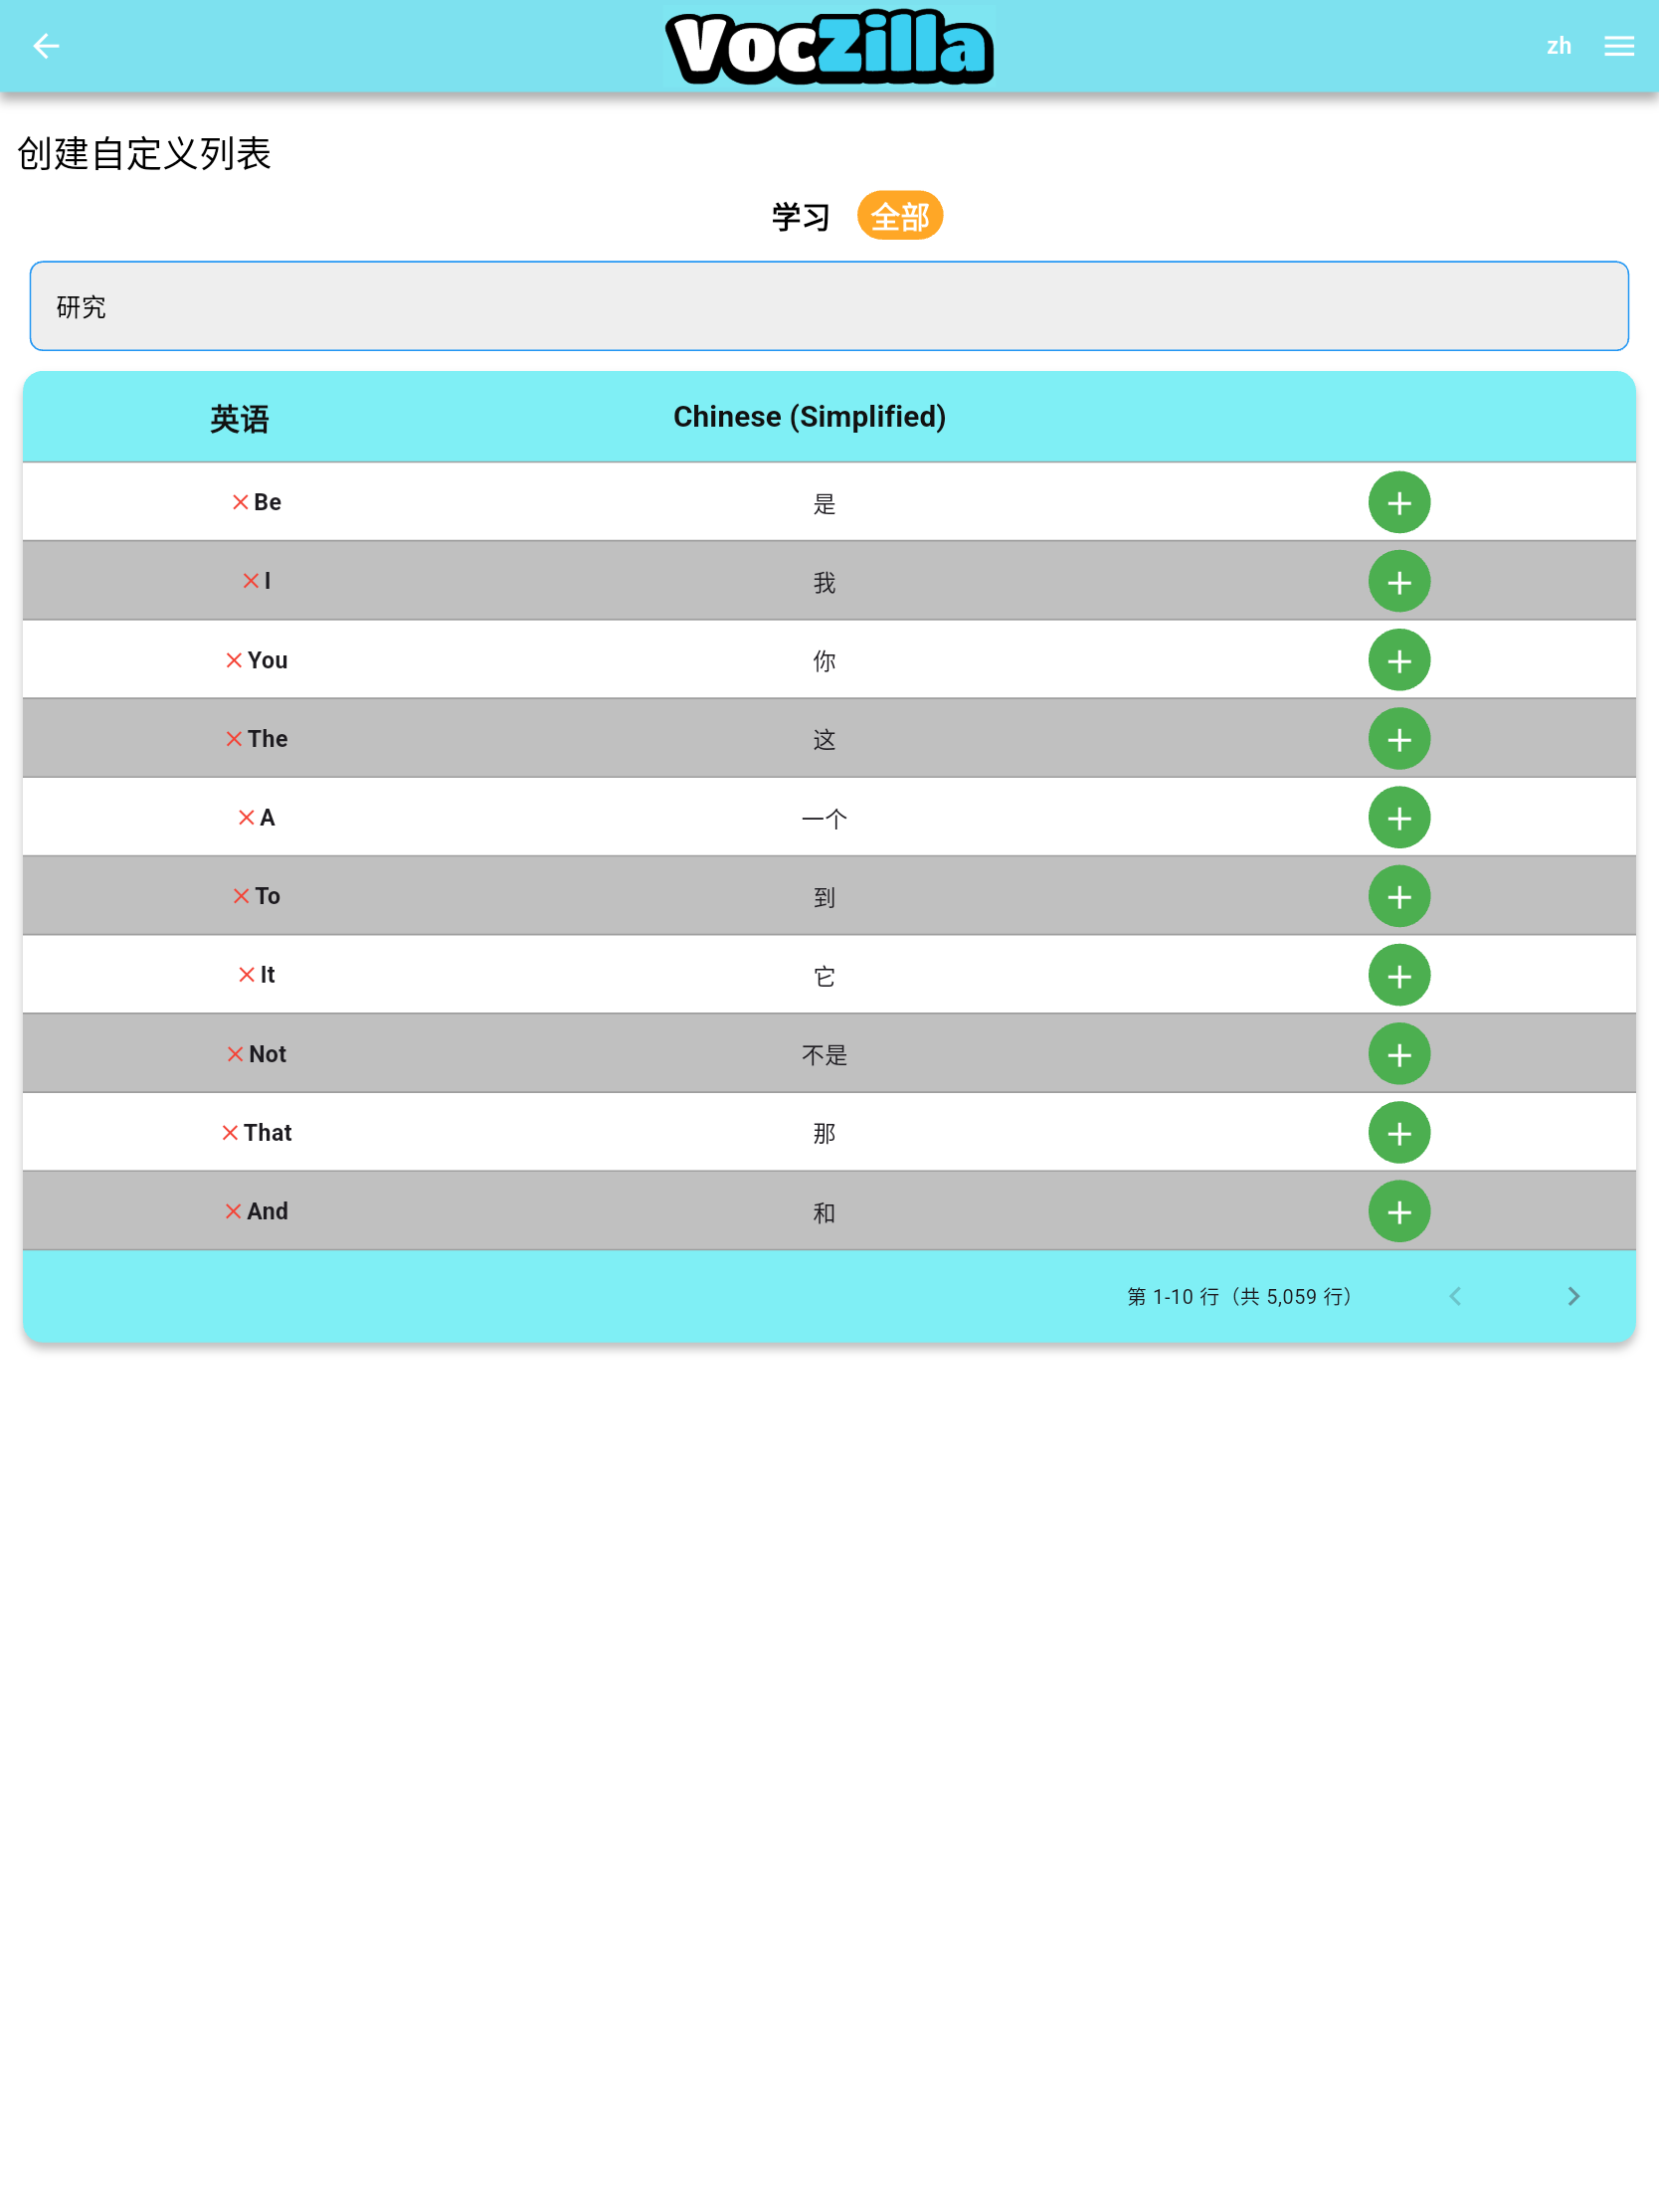 VocZilla
zh
创建自定义列表
学习 全部
研究
英语 Chinese (Simplified)
Be 是
I 我
You 你
The 这
A 一个
To 到
It 它
Not 不是
That 那
And 和
第 1-10 行（共 5,059 行）